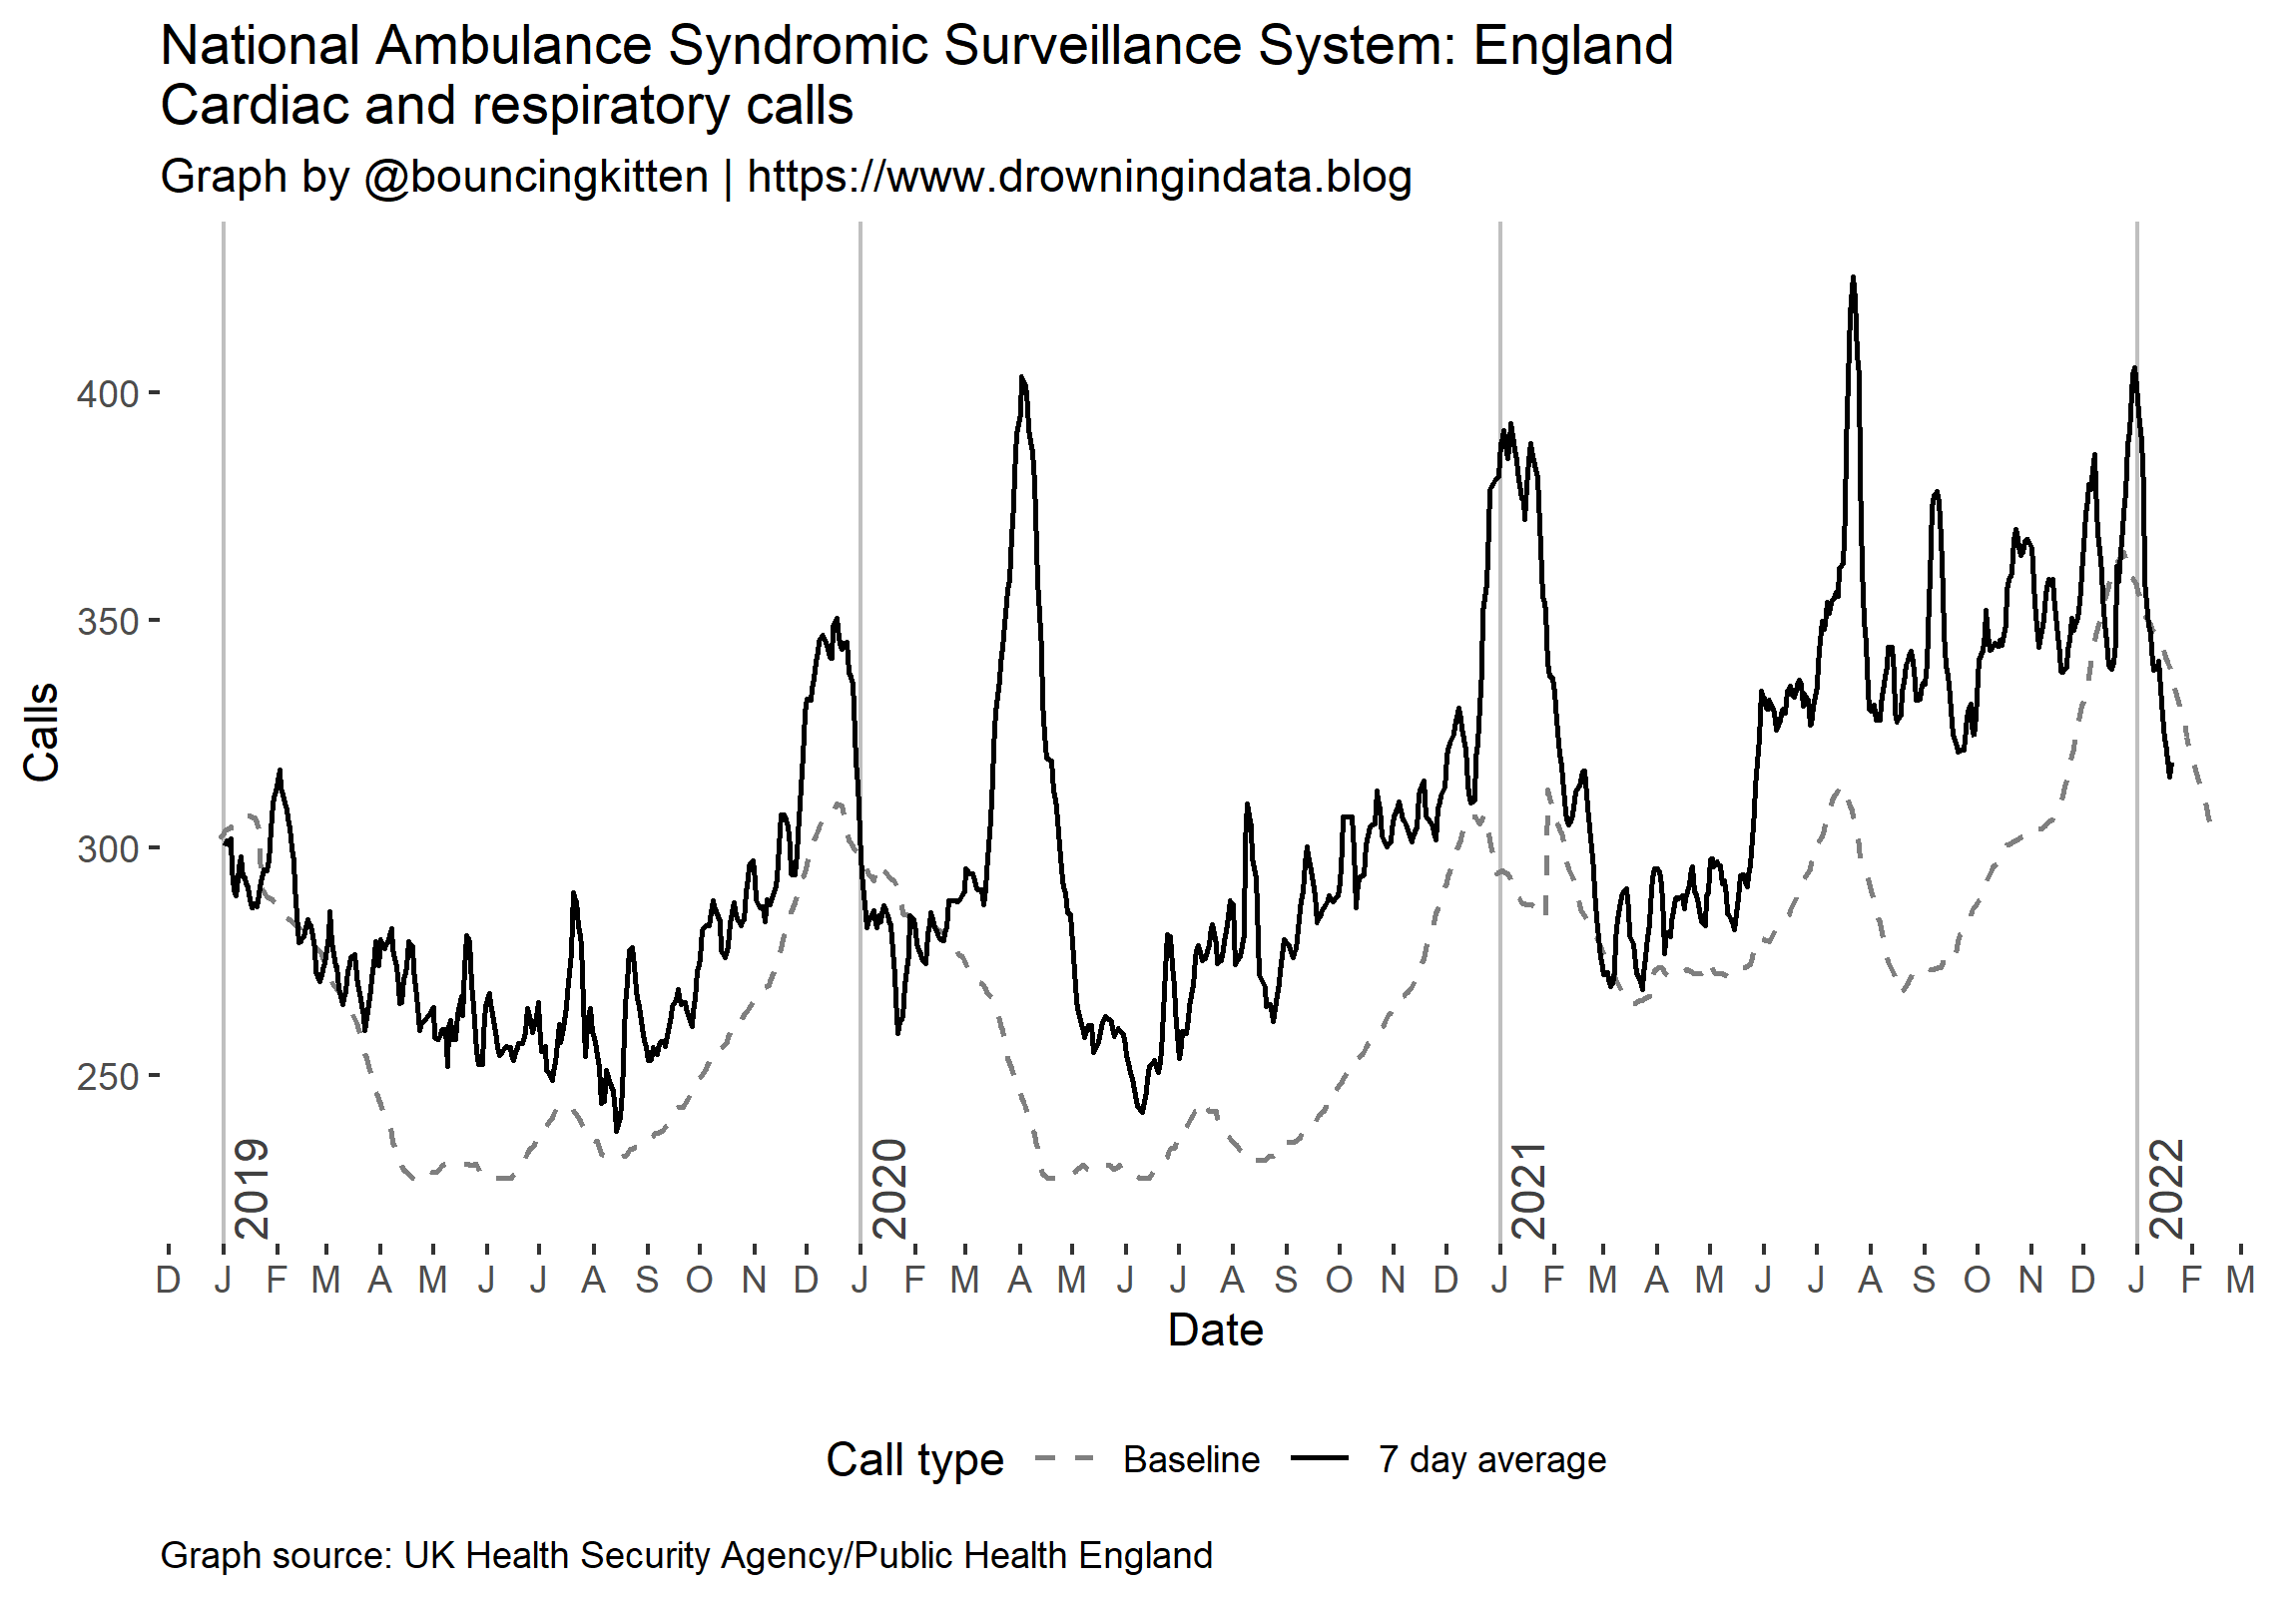 National Ambulance Syndromic Surveillance System: England
Cardiac and respiratory calls
Graph by @bouncingkitten | https://www.drowningindata.blog
Calls
400
350
300
250
2019
2020
2021
2022
D J F M A M J J A S O N D J F M A M J J A S O N D J F M A M J J A S O N D J F M
Date
Call type Baseline 7 day average
Graph source: UK Health Security Agency/Public Health England